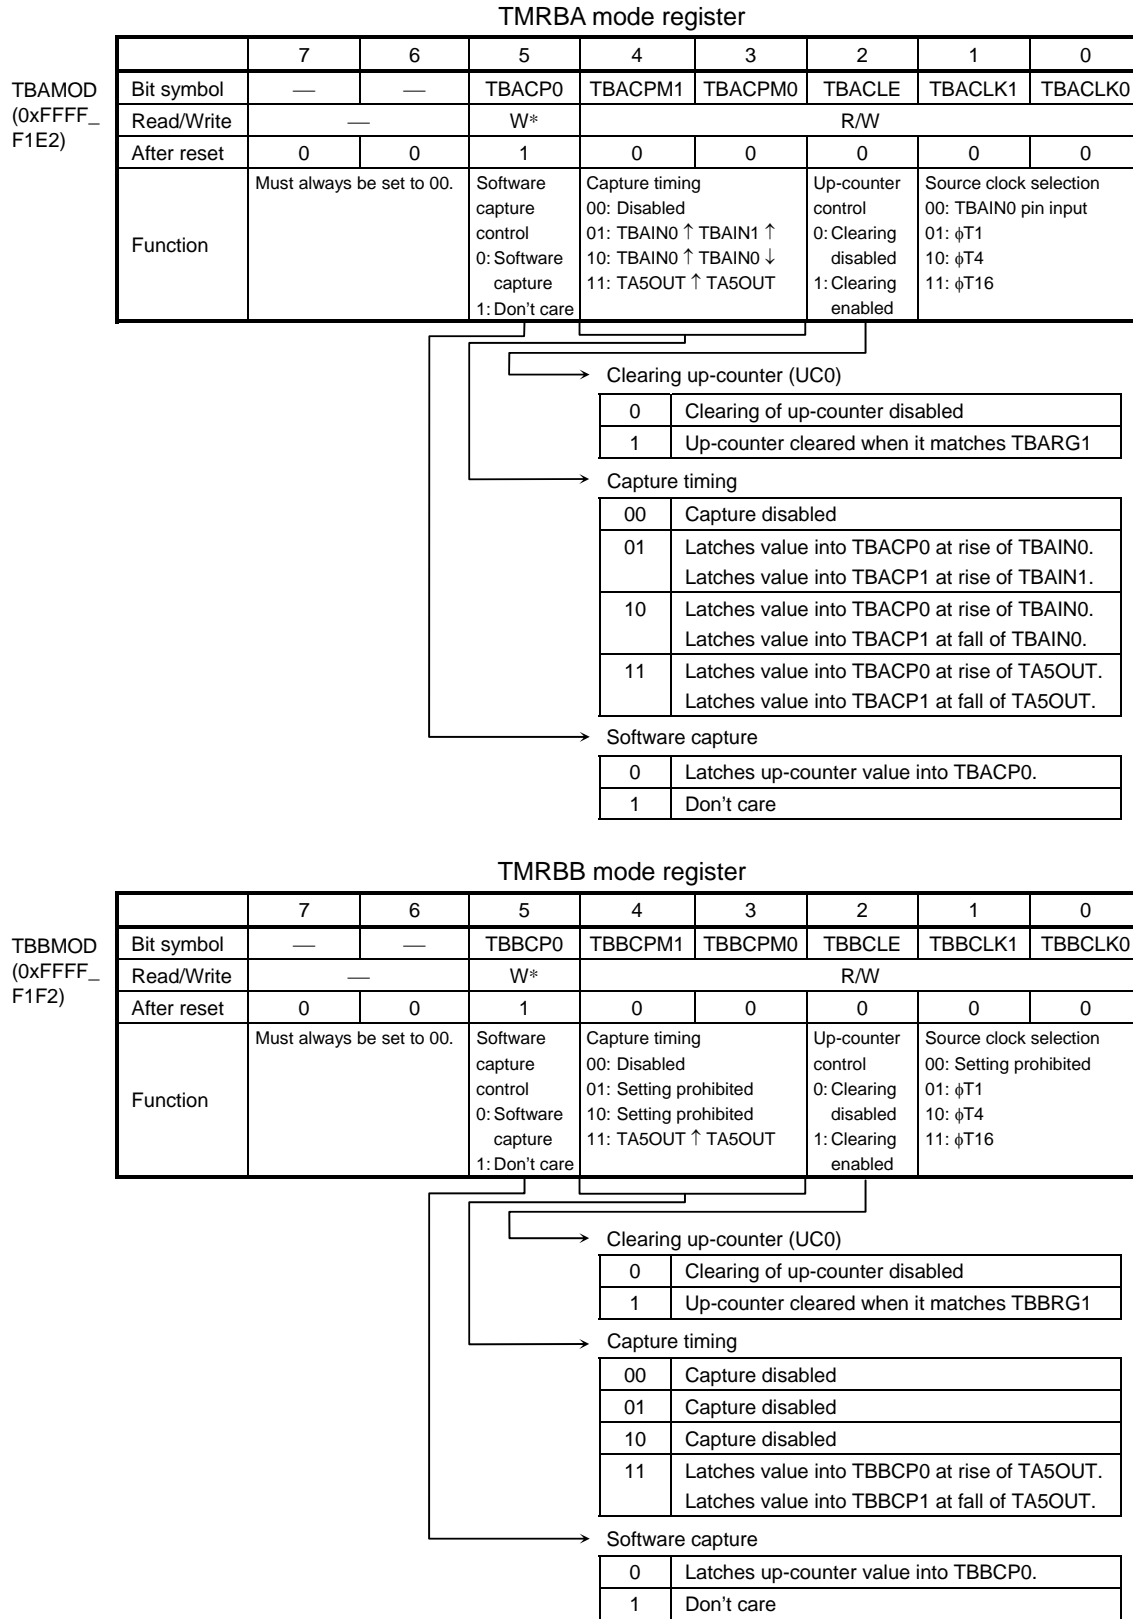 TMRBA mode register
7 6 5 4 3 2 1 0
TBAMOD
(0xFFFF_
F1E2)
Bit symbol — — TBACP0 TBACPM1 TBACPM0 TBACLE TBACLK1 TBACLK0
Read/Write — W* R/W
After reset 0 0 1 0 0 0 0 0
Function
Must always be set to 00.
Software
capture
control
0: Software
capture
1: Don't care
Capture timing
00: Disabled
01: TBAIN0 ↑ TBAIN1 ↑
10: TBAIN0 ↑ TBAIN0 ↓
11: TA5OUT ↑ TA5OUT
Up-counter
control
0: Clearing
disabled
1: Clearing
enabled
Source clock selection
00: TBAIN0 pin input
01: ϕT1
10: ϕT4
11: ϕT16
Clearing up-counter (UC0)
0 Clearing of up-counter disabled
1 Up-counter cleared when it matches TBARG1
Capture timing
00 Capture disabled
01 Latches value into TBACP0 at rise of TBAIN0.
Latches value into TBACP1 at rise of TBAIN1.
10 Latches value into TBACP0 at rise of TBAIN0.
Latches value into TBACP1 at fall of TBAIN0.
11 Latches value into TBACP0 at rise of TA5OUT.
Latches value into TBACP1 at fall of TA5OUT.
Software capture
0 Latches up-counter value into TBACP0.
1 Don't care
TMRBB mode register
7 6 5 4 3 2 1 0
TBBMOD
(0xFFFF_
F1F2)
Bit symbol — — TBBCP0 TBBCPM1 TBBCPM0 TBBCLE TBBCLK1 TBBCLK0
Read/Write — W* R/W
After reset 0 0 1 0 0 0 0 0
Function
Must always be set to 00.
Software
capture
control
0: Software
capture
1: Don't care
Capture timing
00: Disabled
01: Setting prohibited
10: Setting prohibited
11: TA5OUT ↑ TA5OUT
Up-counter
control
0: Clearing
disabled
1: Clearing
enabled
Source clock selection
00: Setting prohibited
01: ϕT1
10: ϕT4
11: ϕT16
Clearing up-counter (UC0)
0 Clearing of up-counter disabled
1 Up-counter cleared when it matches TBBRG1
Capture timing
00 Capture disabled
01 Capture disabled
10 Capture disabled
11 Latches value into TBBCP0 at rise of TA5OUT.
Latches value into TBBCP1 at fall of TA5OUT.
Software capture
0 Latches up-counter value into TBBCP0.
1 Don't care